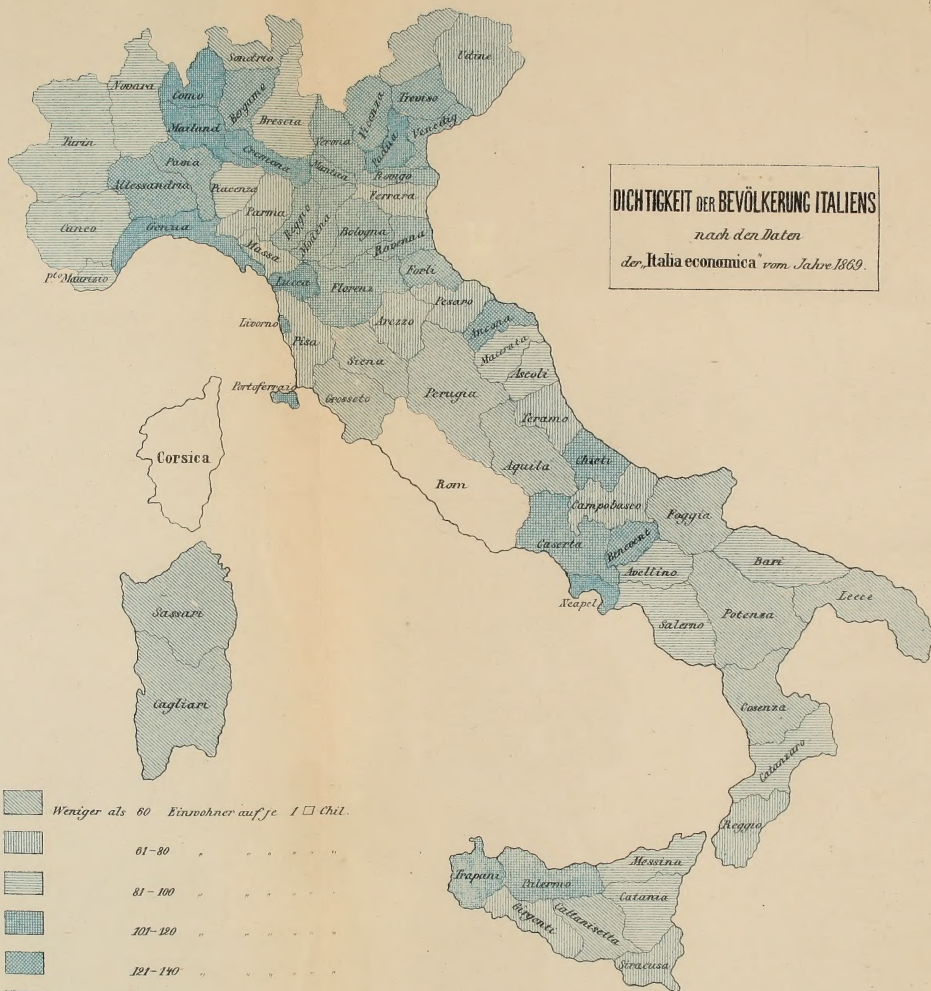 DICHTIGKEIT DER BEVÖLKERUNG ITALIENS
nach den Daten
der „Italia economica" vom Jahre 1869.
Sondrio
Udine
Novara
Como
Bergamo
Vicenza
Treviso
Brescia
Mailand
Verona
Padua
Venedig
Turin
Cremona
Mantua
Pavia
Rovigo
Allessandria
Piacenza
Ferrara
Parma
Reggio
Modena
Cuneo
Genua
Bologna
Massa
Ravenna
Forli
Pto Maurizio
Lucca
Florenz
Pesaro
Livorno
Arezzo
Ancona
Pisa
Macerata
Siena
Ascoli
Portoferraio
Grosseto
Perugia
Teramo
Corsica
Aquila
Chieti
Rom
Campobasso
Foggia
Caserta
Benevent
Bari
Avellino
Neapel
Potenza
Lecce
Sassari
Salerno
Cagliari
Cosenza
Catanzaro
Reggio
Messina
Trapani
Palermo
Catania
Girgenti
Caltanisetta
Siracusa
Weniger als 60 Einwohner auf je 1 □ Chil.
61-80 " " " " " "
81-100 " " " " " "
101-120 " " " " " "
121-140 " " " " " "